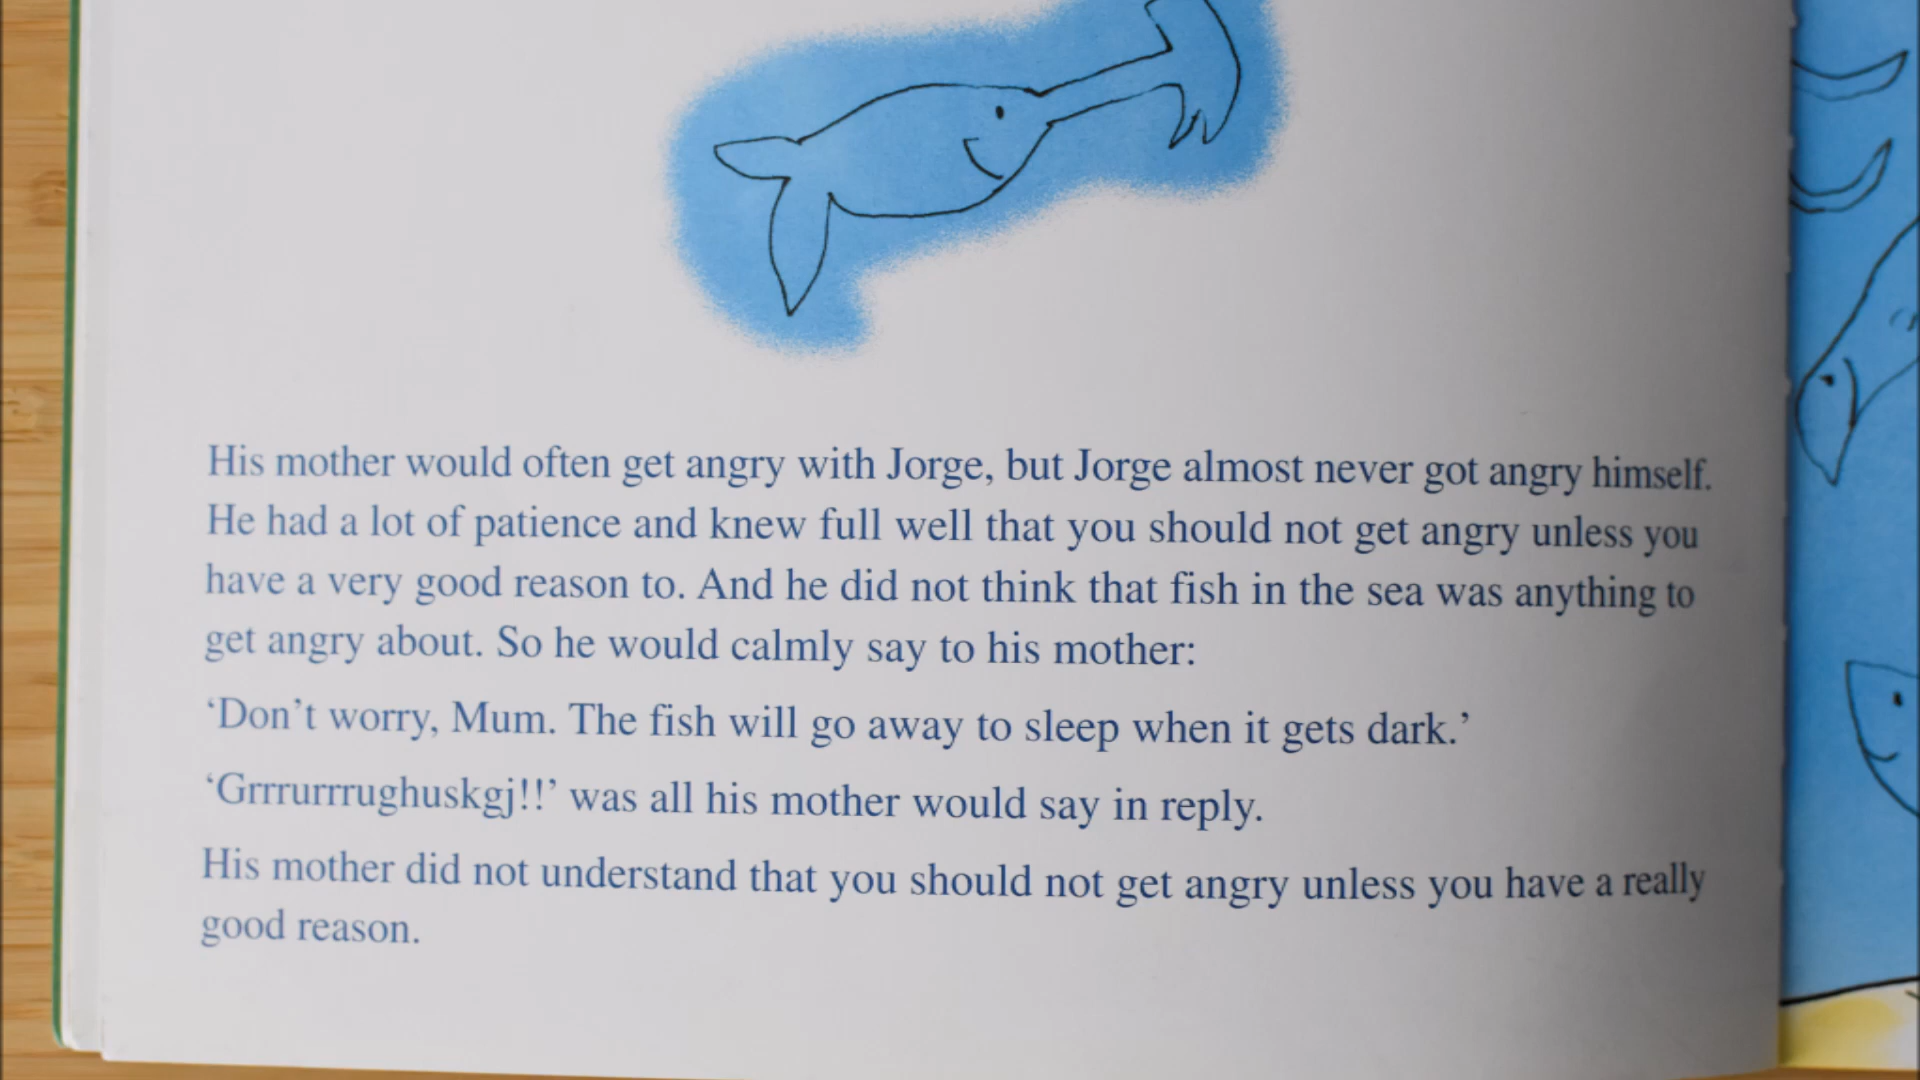 His mother would often get angry with Jorge, but Jorge almost never got angry himself.
He had a lot of patience and knew full well that you should not get angry unless you
have a very good reason to. And he did not think that fish in the sea was anything to
get angry about. So he would calmly say to his mother:
‘Don’t worry, Mum. The fish will go away to sleep when it gets dark.’
‘Grrrurrrughuskgj!!’ was all his mother would say in reply.
His mother did not understand that you should not get angry unless you have a really
good reason.